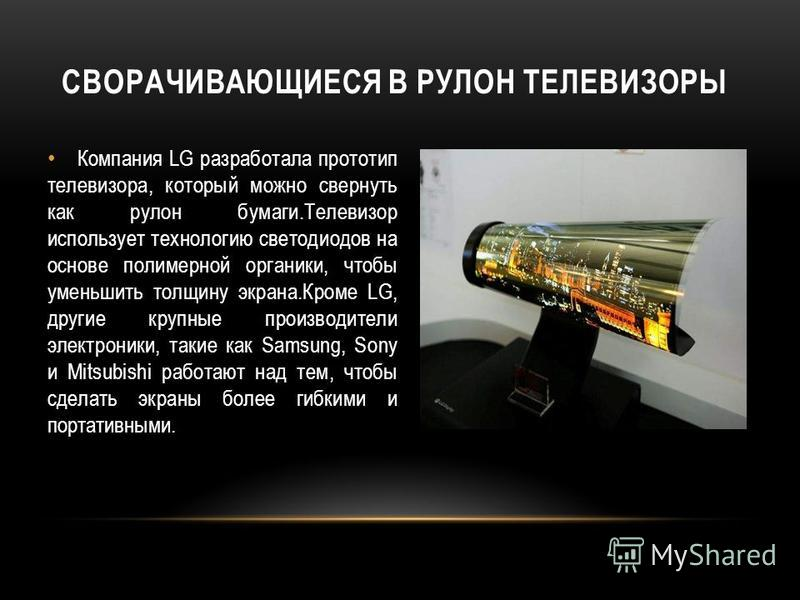 СВОРАЧИВАЮЩИЕСЯ В РУЛОН ТЕЛЕВИЗОРЫ
• Компания LG разработала прототип
телевизора, который можно свернуть
как рулон бумаги.Телевизор
использует технологию светодиодов на
основе полимерной органики, чтобы
уменьшить толщину экрана.Кроме LG,
другие крупные производители
электроники, такие как Samsung, Sony
и Mitsubishi работают над тем, чтобы
сделать экраны более гибкими и
портативными.
MyShared